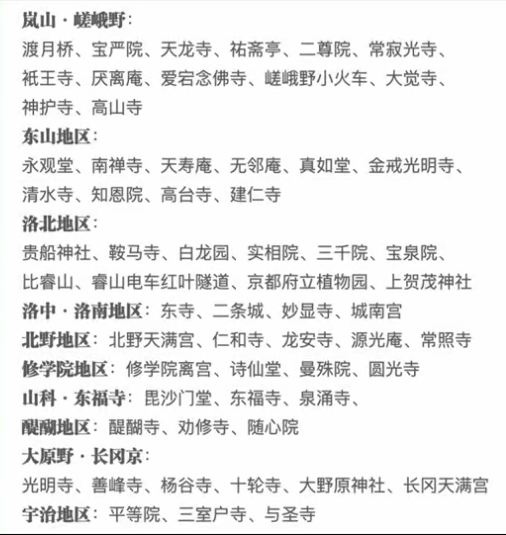 岚山·嵯峨野：
渡月桥、宝严院、天龙寺、祐斋亭、二尊院、常寂光寺、
祇王寺、厌离庵、爱宕念佛寺、嵯峨野小火车、大觉寺、
神护寺、高山寺
东山地区：
永观堂、南禅寺、天寿庵、无邻庵、真如堂、金戒光明寺、
清水寺、知恩院、高台寺、建仁寺
洛北地区：
贵船神社、鞍马寺、白龙园、实相院、三千院、宝泉院、
比睿山、睿山电车红叶隧道、京都府立植物园、上贺茂神社
洛中·洛南地区：东寺、二条城、妙显寺、城南宫
北野地区：北野天满宫、仁和寺、龙安寺、源光庵、常照寺
修学院地区：修学院离宫、诗仙堂、曼殊院、圆光寺
山科·东福寺：毘沙门堂、东福寺、泉涌寺、
醍醐地区：醍醐寺、劝修寺、随心院
大原野·长冈京：
光明寺、善峰寺、杨谷寺、十轮寺、大野原神社、长冈天满宫
宇治地区：平等院、三室户寺、与圣寺